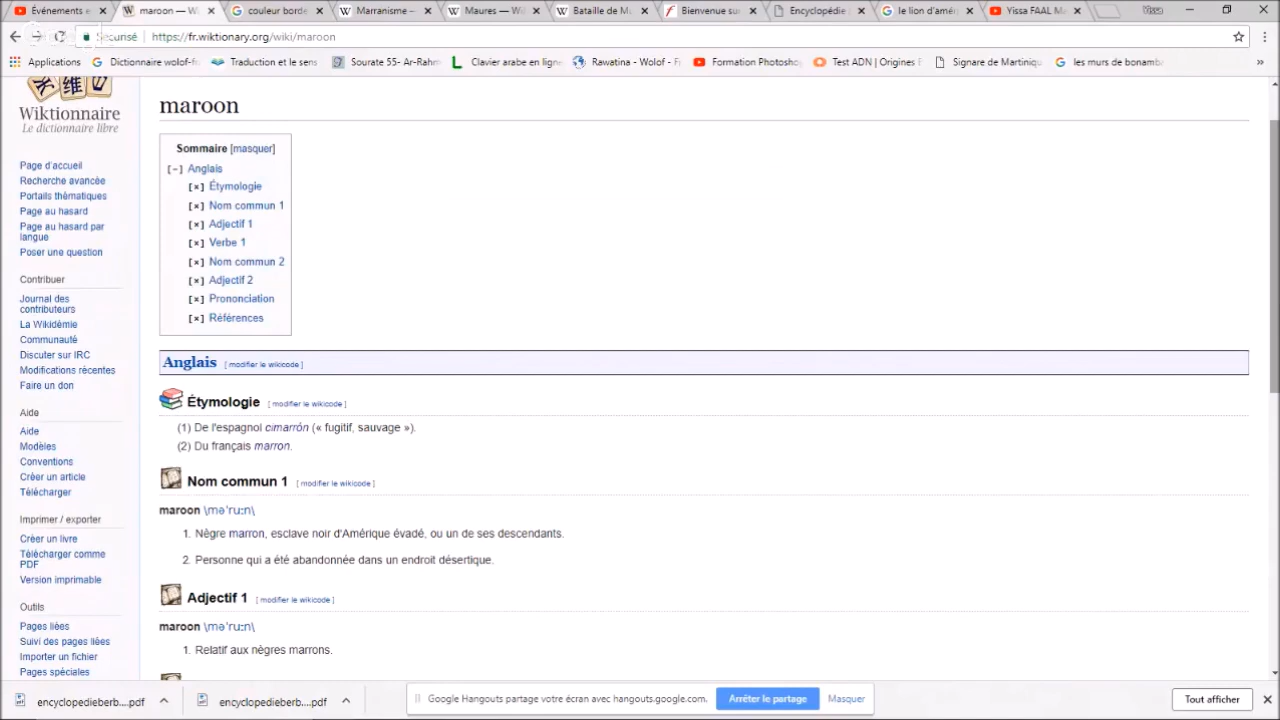 Événements e
maroon — Wi
couleur borde
Marranisme —
Maures — Wi
Bataille de M
Bienvenue su
Encyclopédie
le lion d'amé
Yissa FAAL M
Yissa
Sécurisé
https://fr.wiktionary.org/wiki/maroon
Applications
Dictionnaire wolof-fr
Traduction et le sens
Sourate 55- Ar-Rahm
Clavier arabe en ligne
Rawatina - Wolof - Fr
Formation Photoshop
Test ADN | Origines E
Signare de Martinique
les murs de bonamba
»
Wiktionnaire
Le dictionnaire libre
Page d'accueil
Recherche avancée
Portails thématiques
Page au hasard
Page au hasard par
langue
Poser une question
Contribuer
Journal des
contributeurs
La Wikidémie
Communauté
Discuter sur IRC
Modifications récentes
Faire un don
Aide
Aide
Modèles
Conventions
Créer un article
Télécharger
Imprimer / exporter
Créer un livre
Télécharger comme
PDF
Version imprimable
Outils
Pages liées
Suivi des pages liées
Importer un fichier
Pages spéciales
maroon
Sommaire [masquer]
[−] Anglais
[×] Étymologie
[×] Nom commun 1
[×] Adjectif 1
[×] Verbe 1
[×] Nom commun 2
[×] Adjectif 2
[×] Prononciation
[×] Références
Anglais [ modifier le wikicode ]
Étymologie [ modifier le wikicode ]
(1) De l'espagnol cimarrón (« fugitif, sauvage »).
(2) Du français marron.
Nom commun 1 [ modifier le wikicode ]
maroon \məˈruːn\
1. Nègre marron, esclave noir d'Amérique évadé, ou un de ses descendants.
2. Personne qui a été abandonnée dans un endroit désertique.
Adjectif 1 [ modifier le wikicode ]
maroon \məˈruːn\
1. Relatif aux nègres marrons.
encyclopedieberb....pdf
encyclopedieberb....pdf
Google Hangouts partage votre écran avec hangouts.google.com.
Arrêter le partage
Masquer
Tout afficher